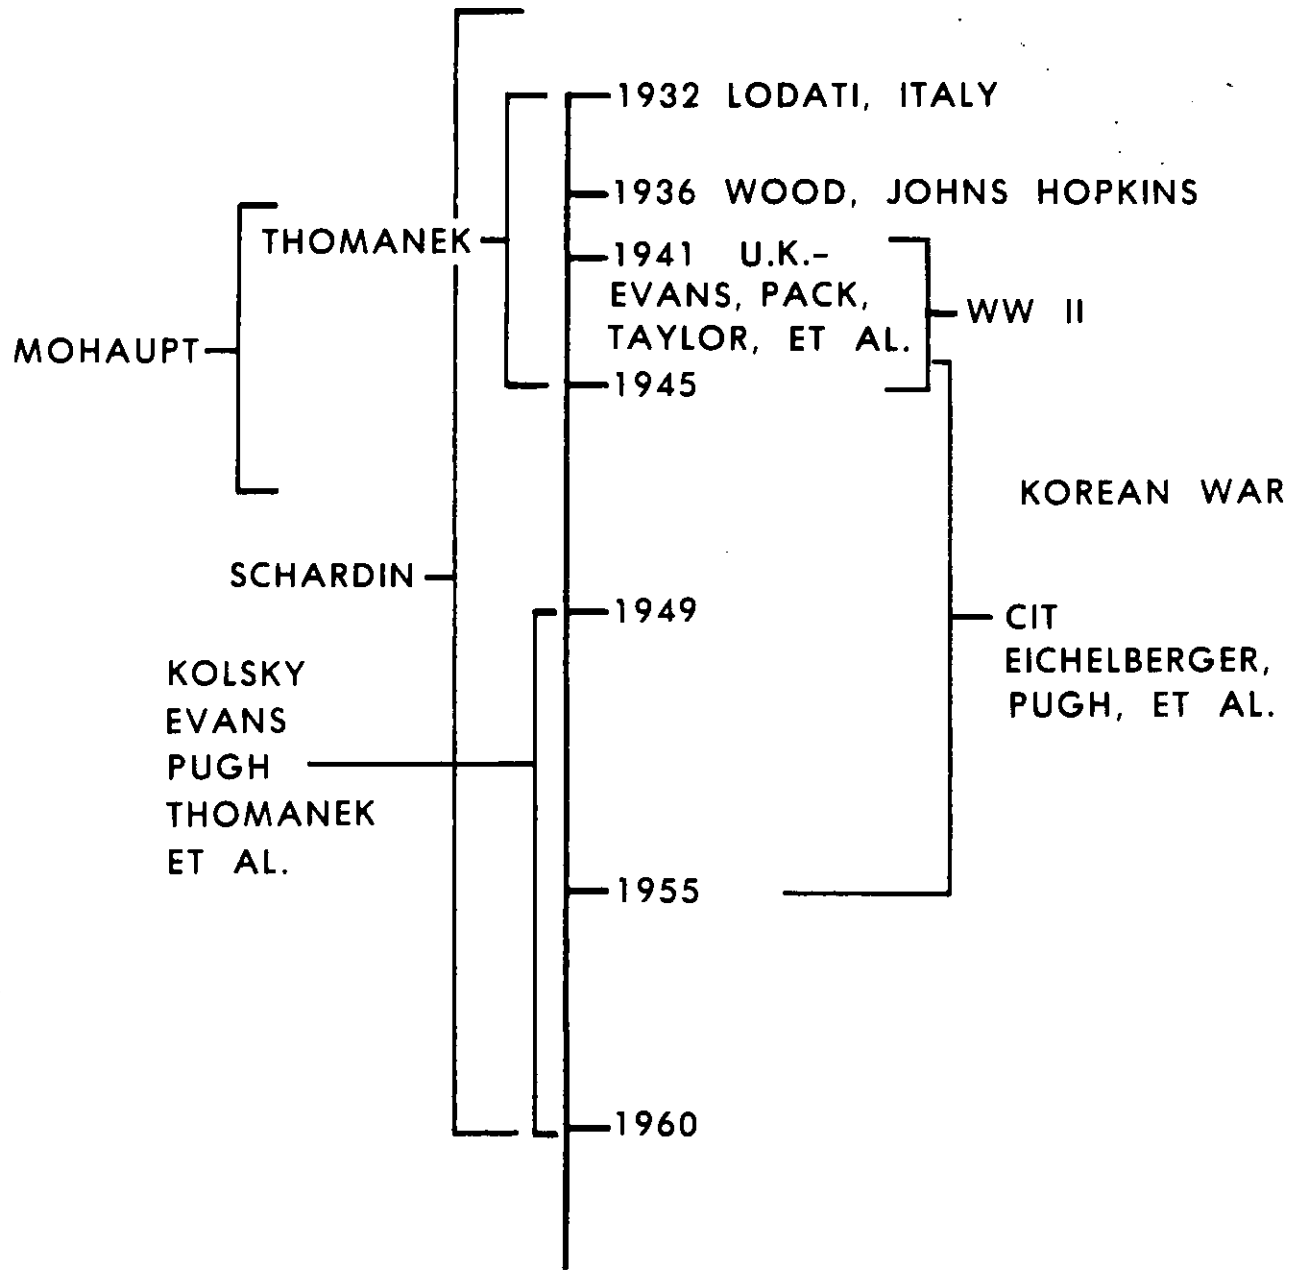 1932 LODATI, ITALY
1936 WOOD, JOHNS HOPKINS
THOMANEK
1941 U.K.-
EVANS, PACK,
TAYLOR, ET AL.
WW II
MOHAUPT
1945
KOREAN WAR
SCHARDIN
1949
CIT
EICHELBERGER,
PUGH, ET AL.
KOLSKY
EVANS
PUGH
THOMANEK
ET AL.
1955
1960